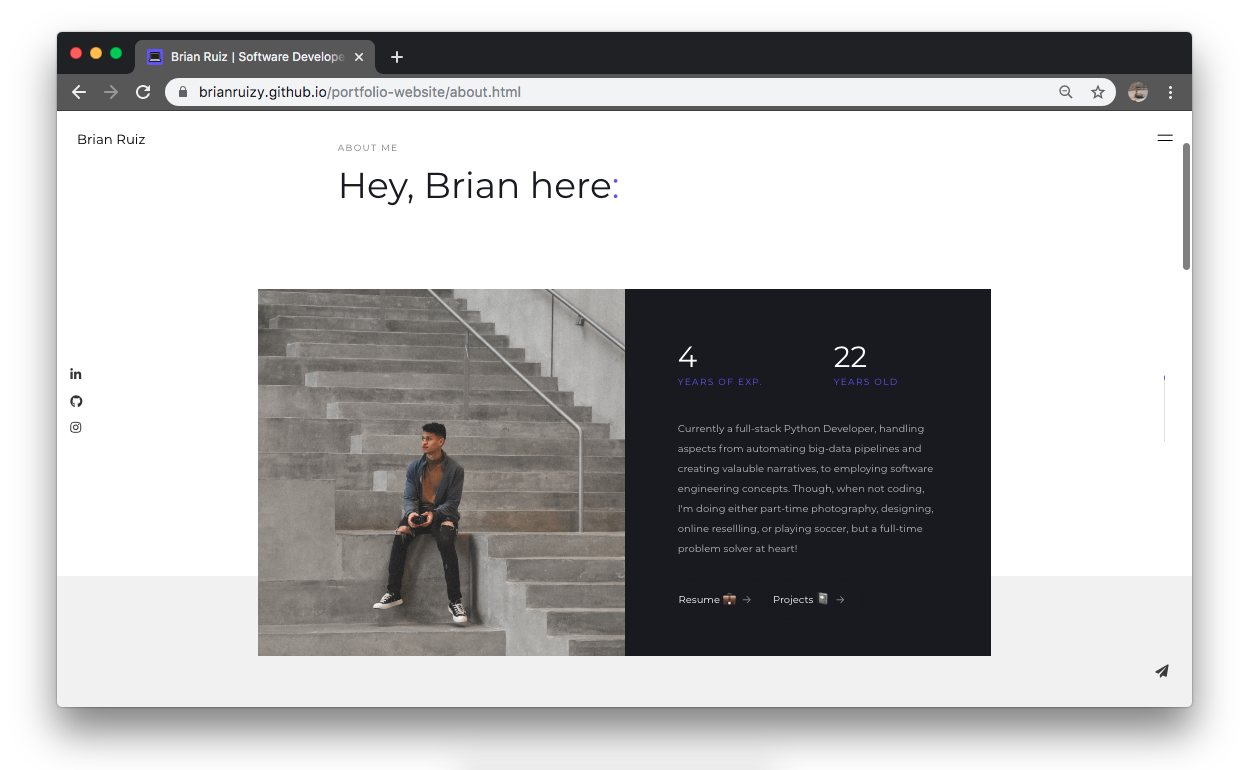 Brian Ruiz | Software Develope
brianruizy.github.io/portfolio-website/about.html
Brian Ruiz
ABOUT ME
Hey, Brian here:
4
YEARS OF EXP.
22
YEARS OLD
Currently a full-stack Python Developer, handling
aspects from automating big-data pipelines and
creating valauble narratives, to employing software
engineering concepts. Though, when not coding,
I'm doing either part-time photography, designing,
online resellling, or playing soccer, but a full-time
problem solver at heart!
Resume 💼 → Projects 📓 →
in